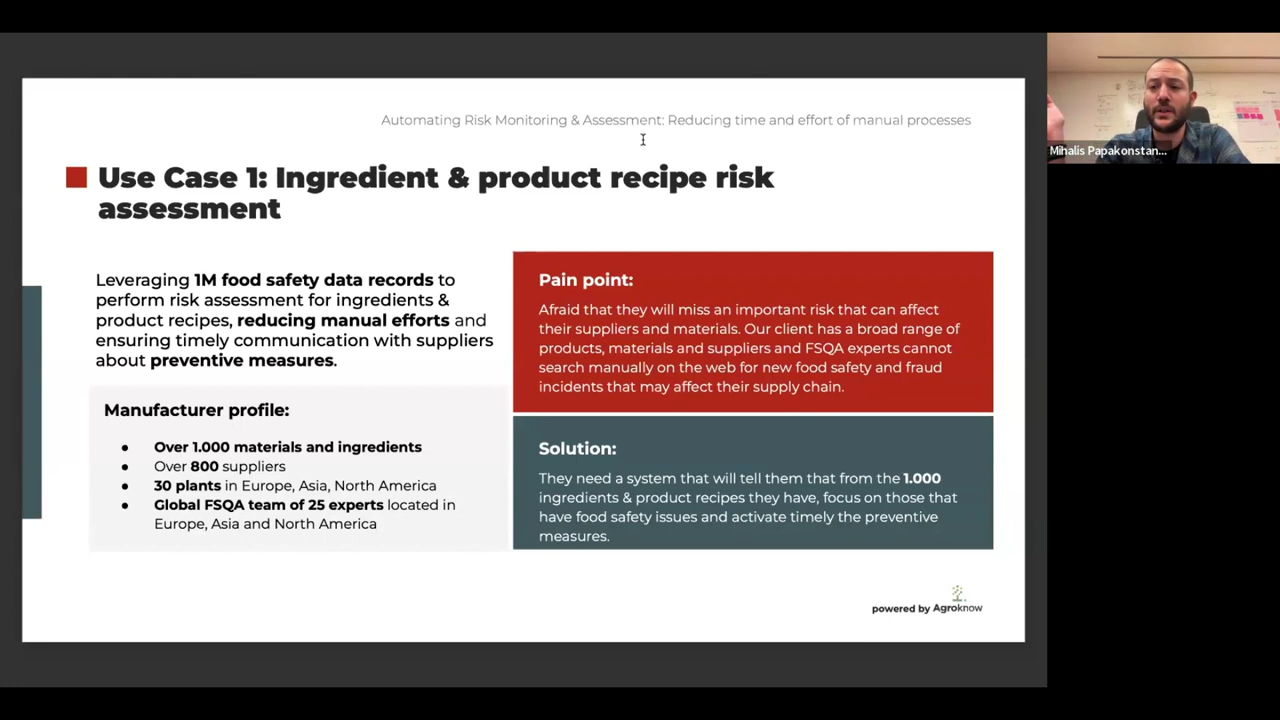 Automating Risk Monitoring & Assessment: Reducing time and effort of manual processes
Use Case 1: Ingredient & product recipe risk
assessment
Leveraging 1M food safety data records to
perform risk assessment for ingredients &
product recipes, reducing manual efforts and
ensuring timely communication with suppliers
about preventive measures.
Manufacturer profile:
● Over 1.000 materials and ingredients
● Over 800 suppliers
● 30 plants in Europe, Asia, North America
● Global FSQA team of 25 experts located in
Europe, Asia and North America
Pain point:
Afraid that they will miss an important risk that can affect
their suppliers and materials. Our client has a broad range of
products, materials and suppliers and FSQA experts cannot
search manually on the web for new food safety and fraud
incidents that may affect their supply chain.
Solution:
They need a system that will tell them that from the 1.000
ingredients & product recipes they have, focus on those that
have food safety issues and activate timely the preventive
measures.
powered by Agroknow
Mihalis Papakonstan...